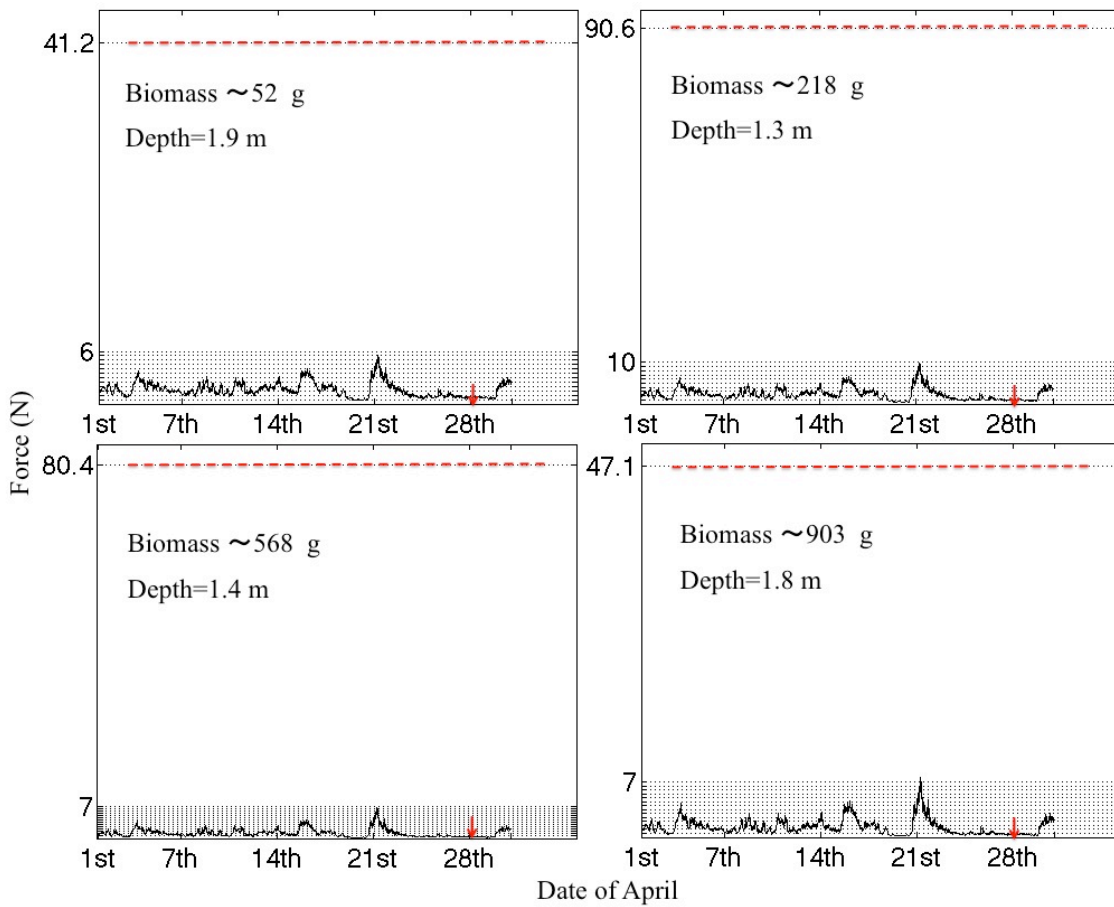 41.2
Biomass ～52 g
Depth=1.9 m
6
1st 7th 14th 21st 28th
90.6
Biomass ～218 g
Depth=1.3 m
10
1st 7th 14th 21st 28th
Force (N)
80.4
Biomass ～568 g
Depth=1.4 m
7
1st 7th 14th 21st 28th
47.1
Biomass ～903 g
Depth=1.8 m
7
1st 7th 14th 21st 28th
Date of April